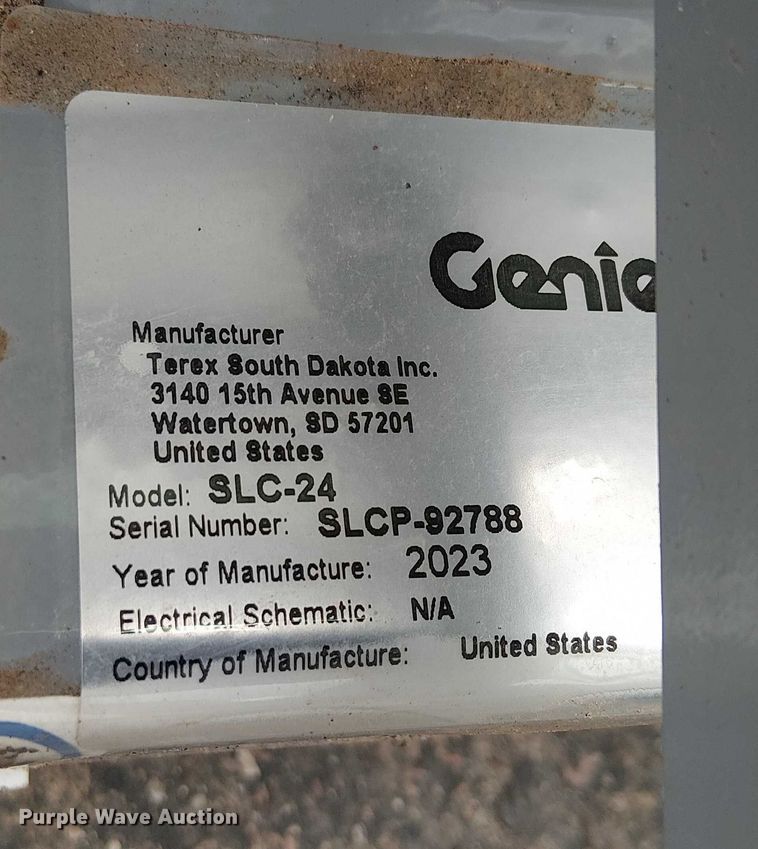 Genie
Manufacturer
Terex South Dakota Inc.
3140 15th Avenue SE
Watertown, SD 57201
United States
Model: SLC-24
Serial Number: SLCP-92788
Year of Manufacture: 2023
Electrical Schematic: N/A
Country of Manufacture: United States
Purple Wave Auction